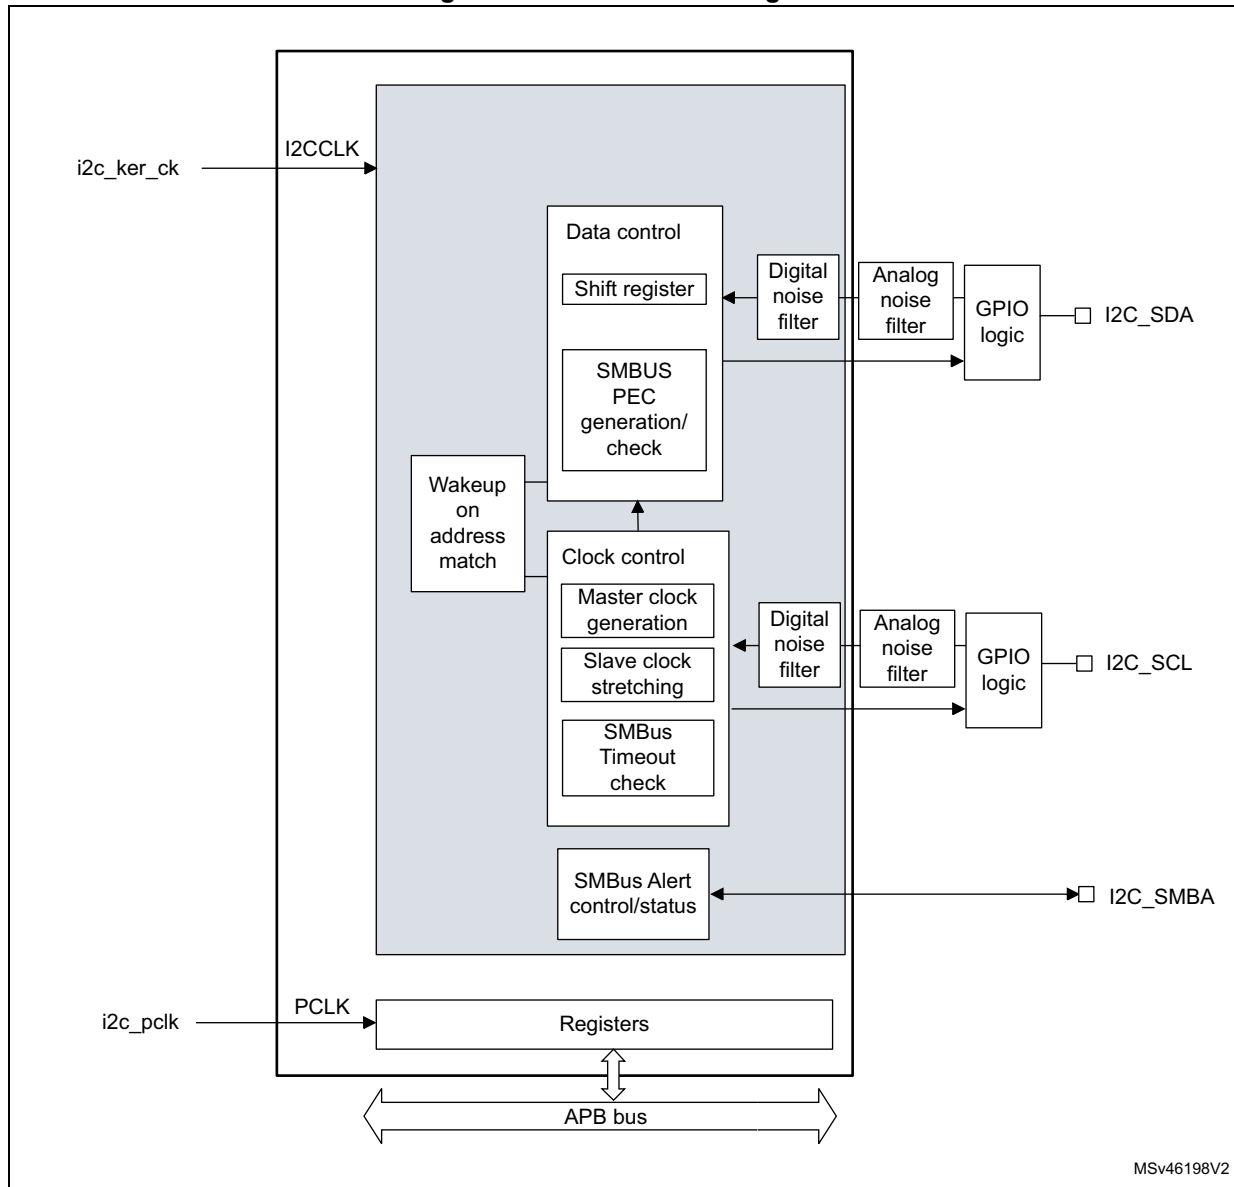 I2CCLK
i2c_ker_ck
Data control
Shift register
SMBUS
PEC
generation/
check
Digital
noise
filter
Analog
noise
filter
GPIO
logic
I2C_SDA
Wakeup
on
address
match
Clock control
Master clock
generation
Slave clock
stretching
SMBus
Timeout
check
Digital
noise
filter
Analog
noise
filter
GPIO
logic
I2C_SCL
SMBus Alert
control/status
I2C_SMBA
PCLK
i2c_pclk
Registers
APB bus
MSv46198V2